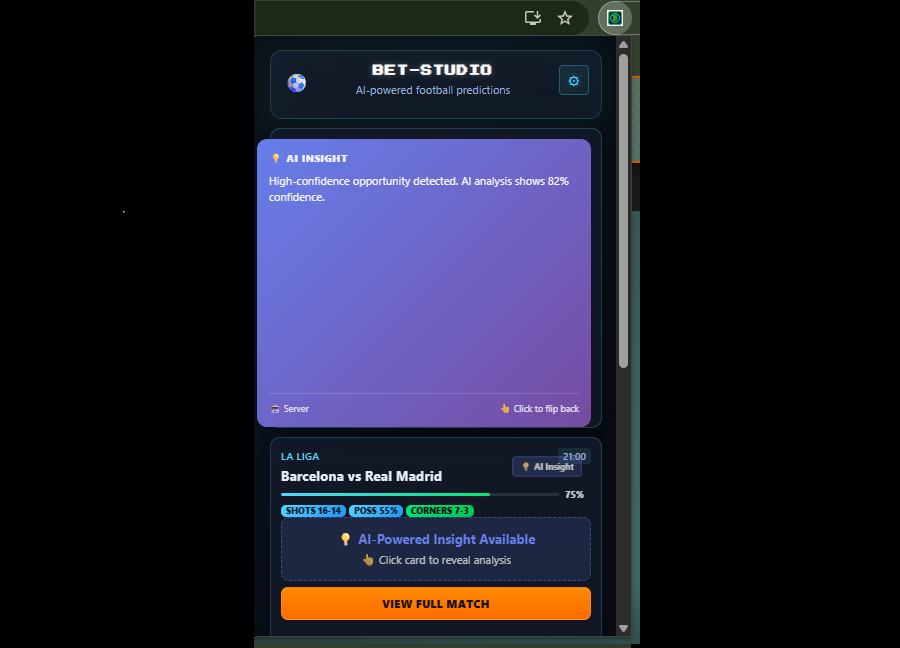 BET-STUDIO
AI-powered football predictions
💡 AI INSIGHT
High-confidence opportunity detected. AI analysis shows 82%
confidence.
🤖 Server
👆 Click to flip back
LA LIGA
21:00
💡 AI Insight
Barcelona vs Real Madrid
75%
SHOTS 16-14 POSS 55% CORNERS 7-3
💡 AI-Powered Insight Available
👆 Click card to reveal analysis
VIEW FULL MATCH